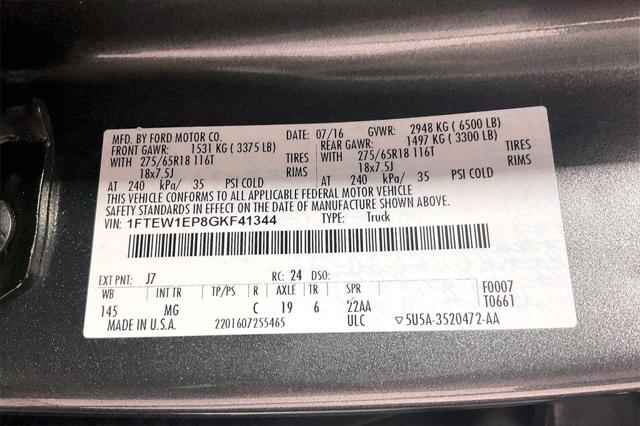 MFD. BY FORD MOTOR CO. DATE: 07/16 GVWR: 2948 KG ( 6500 LB)
FRONT GAWR: 1531 KG ( 3375 LB) REAR GAWR: 1497 KG ( 3300 LB)
WITH 275/65R18 116T TIRES WITH 275/65R18 116T TIRES
18x7.5J RIMS 18x7.5J RIMS
AT 240 kPa/ 35 PSI COLD AT 240 kPa/ 35 PSI COLD
THIS VEHICLE CONFORMS TO ALL APPLICABLE FEDERAL MOTOR VEHICLE
SAFETY STANDARDS IN EFFECT ON THE DATE OF MANUFACTURE SHOWN ABOVE.
VIN: 1FTEW1EP8GKF41344 TYPE: Truck
EXT PNT: J7 RC: 24 DSO:
WB INT TR TP/PS R AXLE TR SPR F0007
145 MG C 19 6 22AA T0661
MADE IN U.S.A. 2201607255465 ULC ▽5U5A-3520472-AA